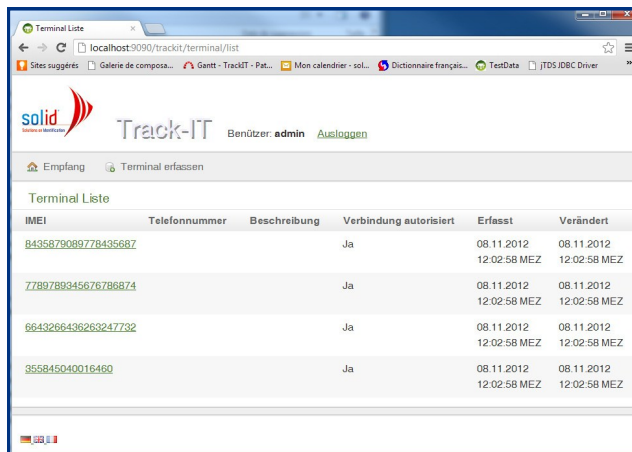 Terminal Liste
localhost:9090/trackit/terminal/list
Sites suggérés Galerie de composa... Gantt - TrackIT - Pat... Mon calendrier - sol... Dictionnaire français... TestData jTDS JDBC Driver »
solid
Solutions en Identification
Track-IT Benützer: admin Ausloggen
Empfang Terminal erfassen
Terminal Liste
IMEI Telefonnummer Beschreibung Verbindung autorisiert Erfasst Verändert
8435879089778435687 Ja 08.11.2012 08.11.2012
12:02:58 MEZ 12:02:58 MEZ
7789789345676786874 Ja 08.11.2012 08.11.2012
12:02:58 MEZ 12:02:58 MEZ
6643266436263247732 Ja 08.11.2012 08.11.2012
12:02:58 MEZ 12:02:58 MEZ
355845040016460 Ja 08.11.2012 08.11.2012
12:02:58 MEZ 12:02:58 MEZ